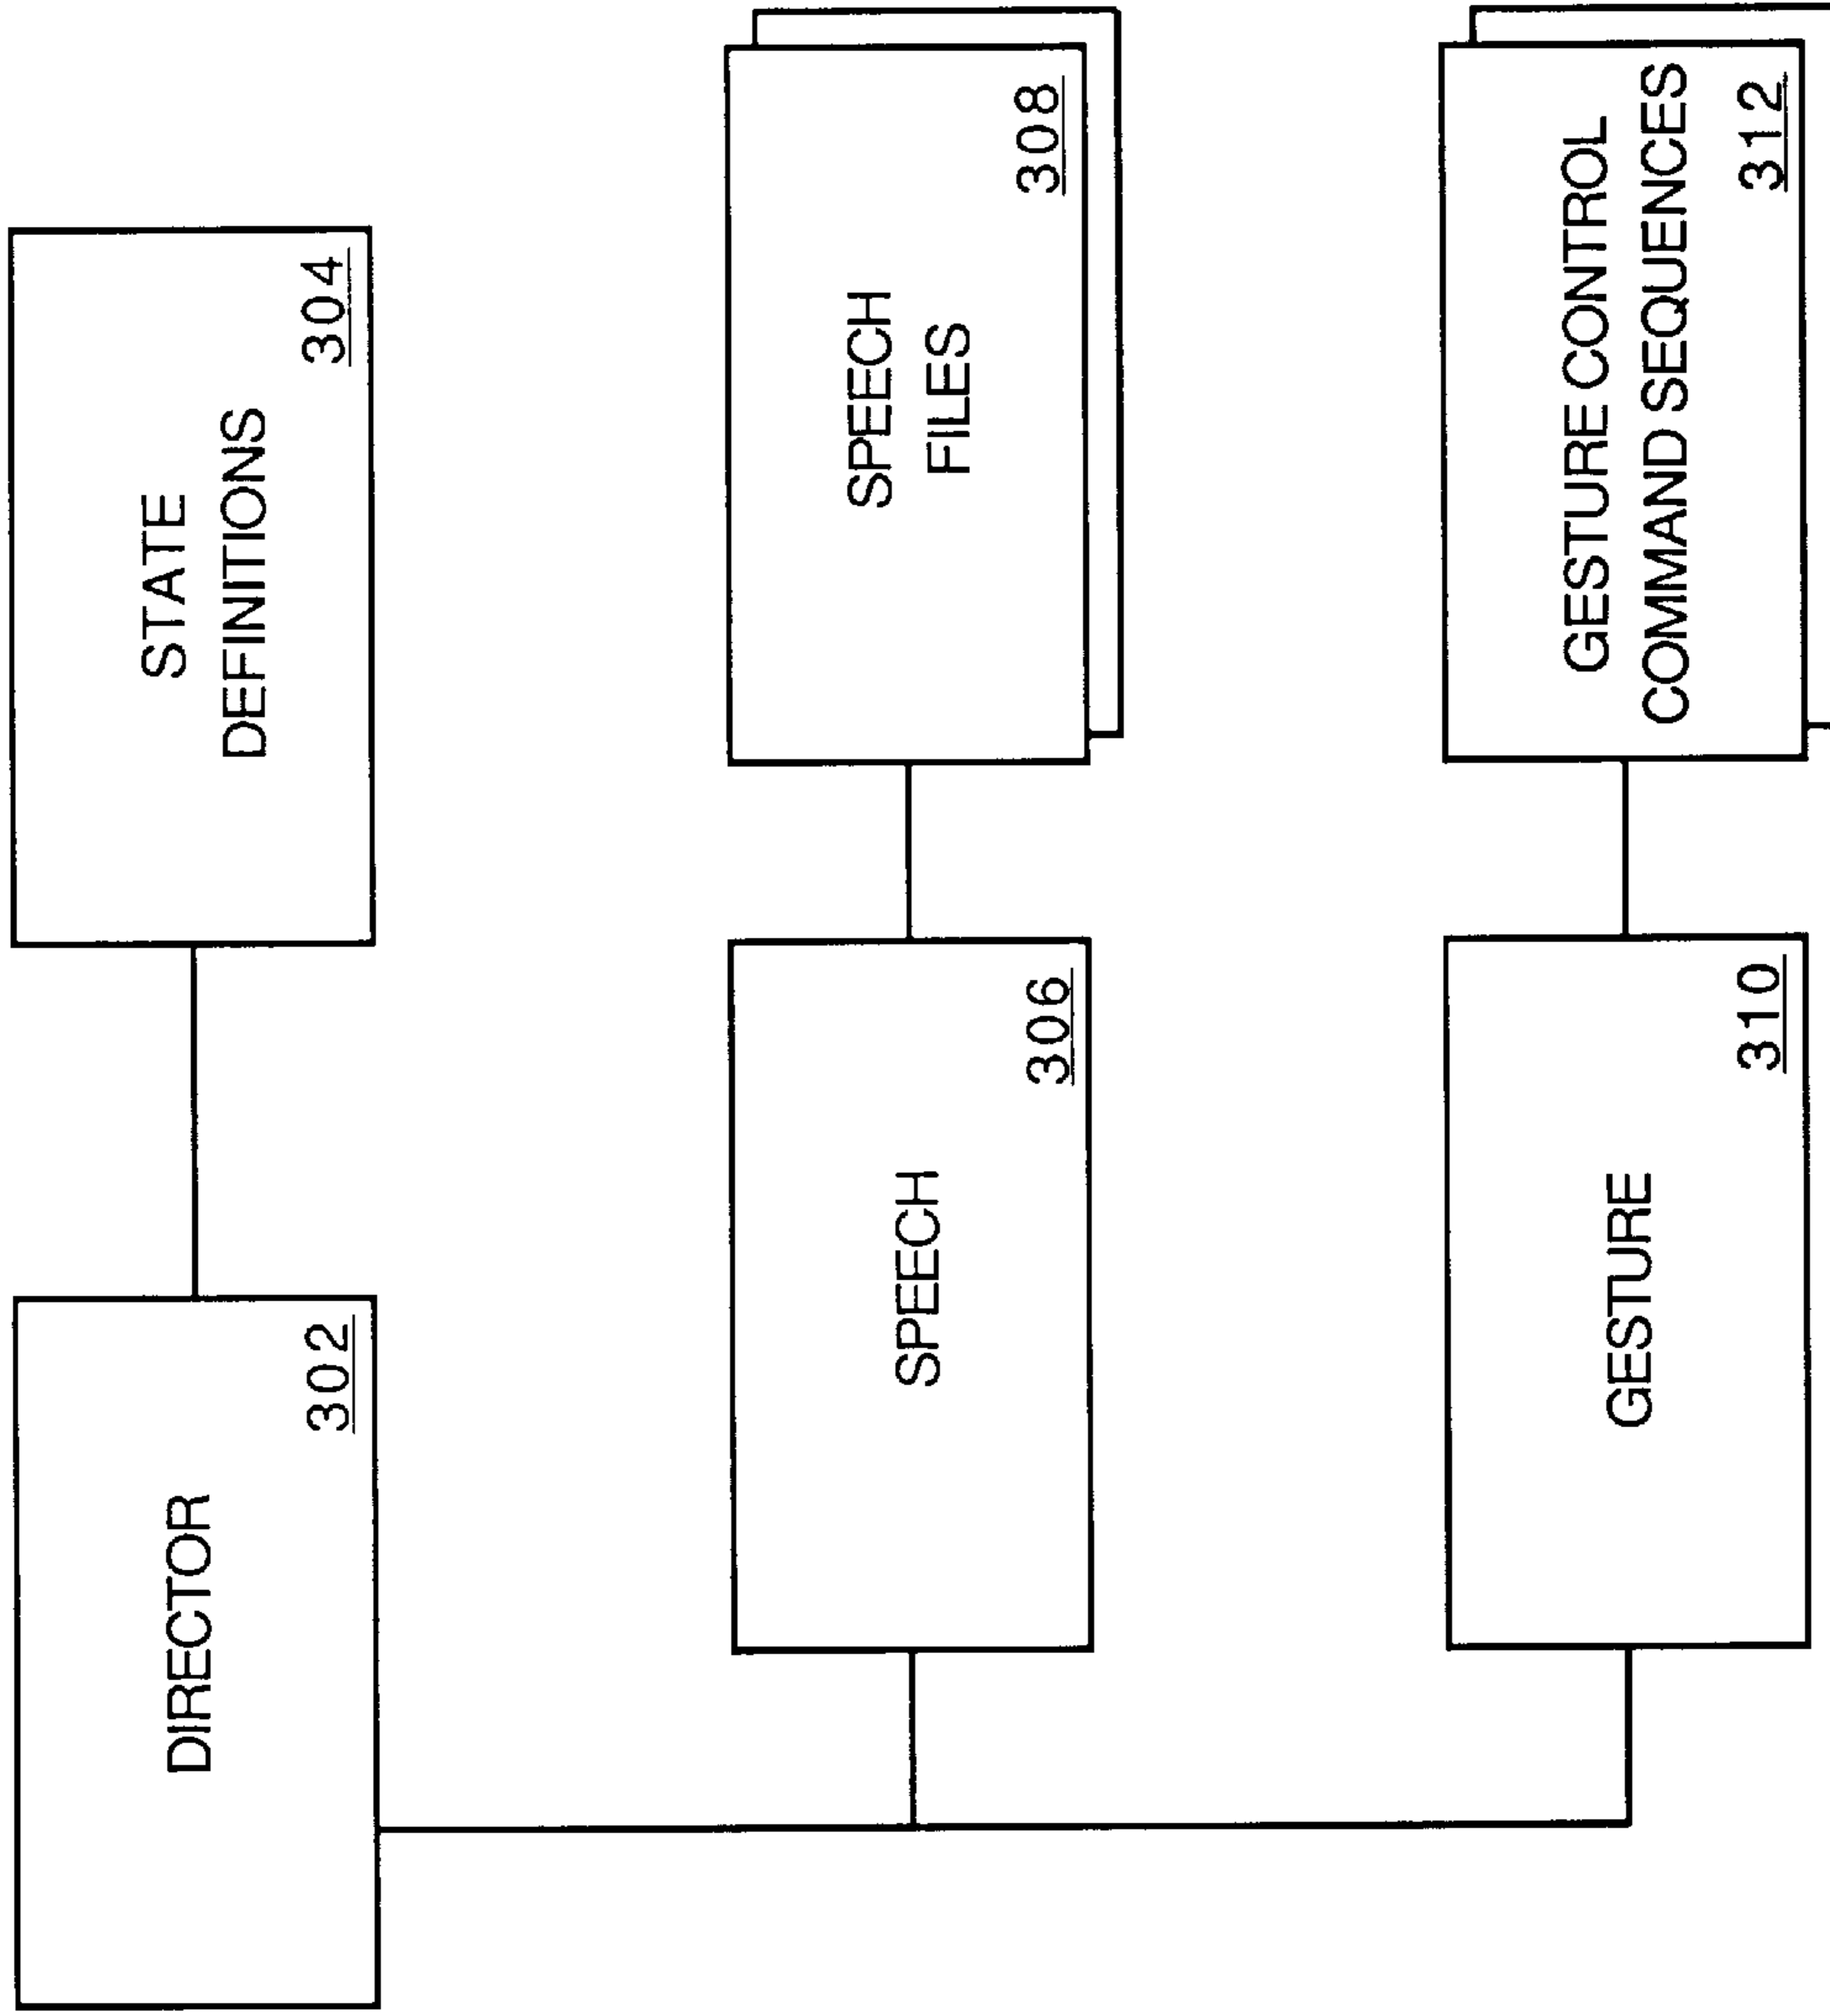 DIRECTOR
302
STATE
DEFINITIONS
304
SPEECH
306
SPEECH
FILES
308
GESTURE
310
GESTURE CONTROL
COMMAND SEQUENCES
312